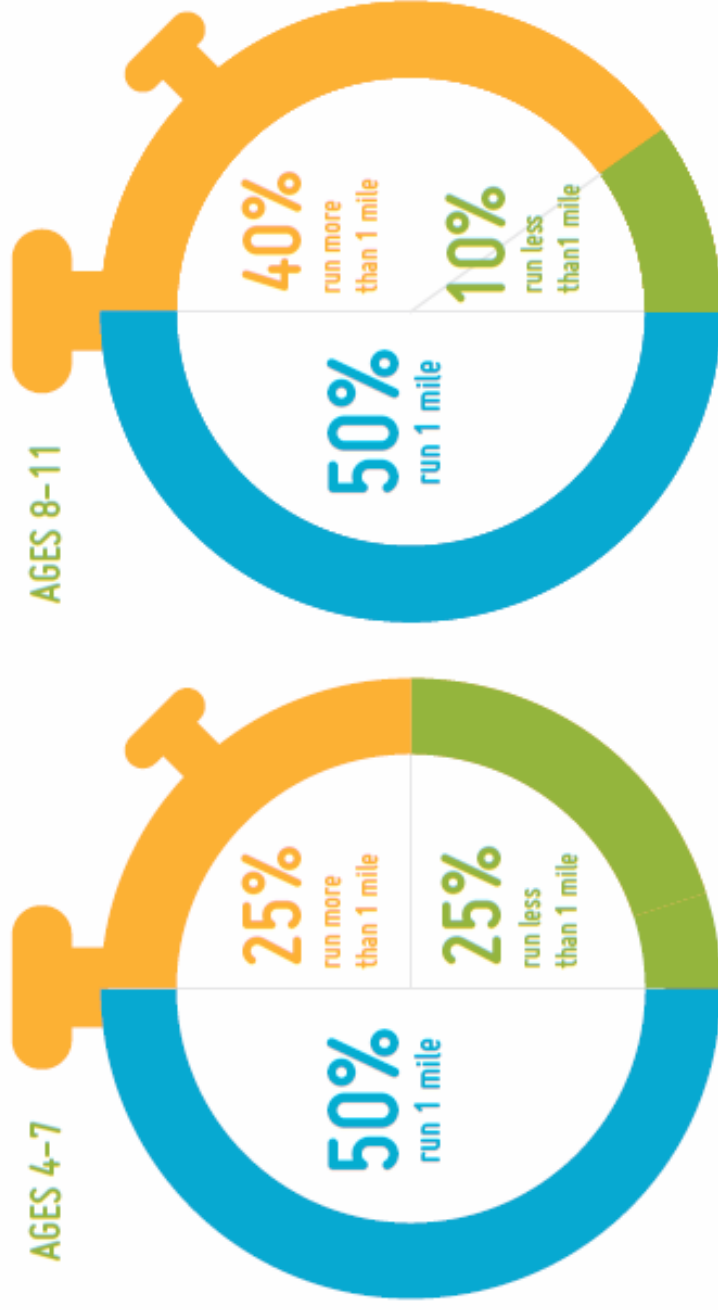 AGES 4–7
25%
run more
than 1 mile
50%
run 1 mile
25%
run less
than 1 mile
AGES 8–11
40%
run more
than 1 mile
50%
run 1 mile
10%
run less
than1 mile